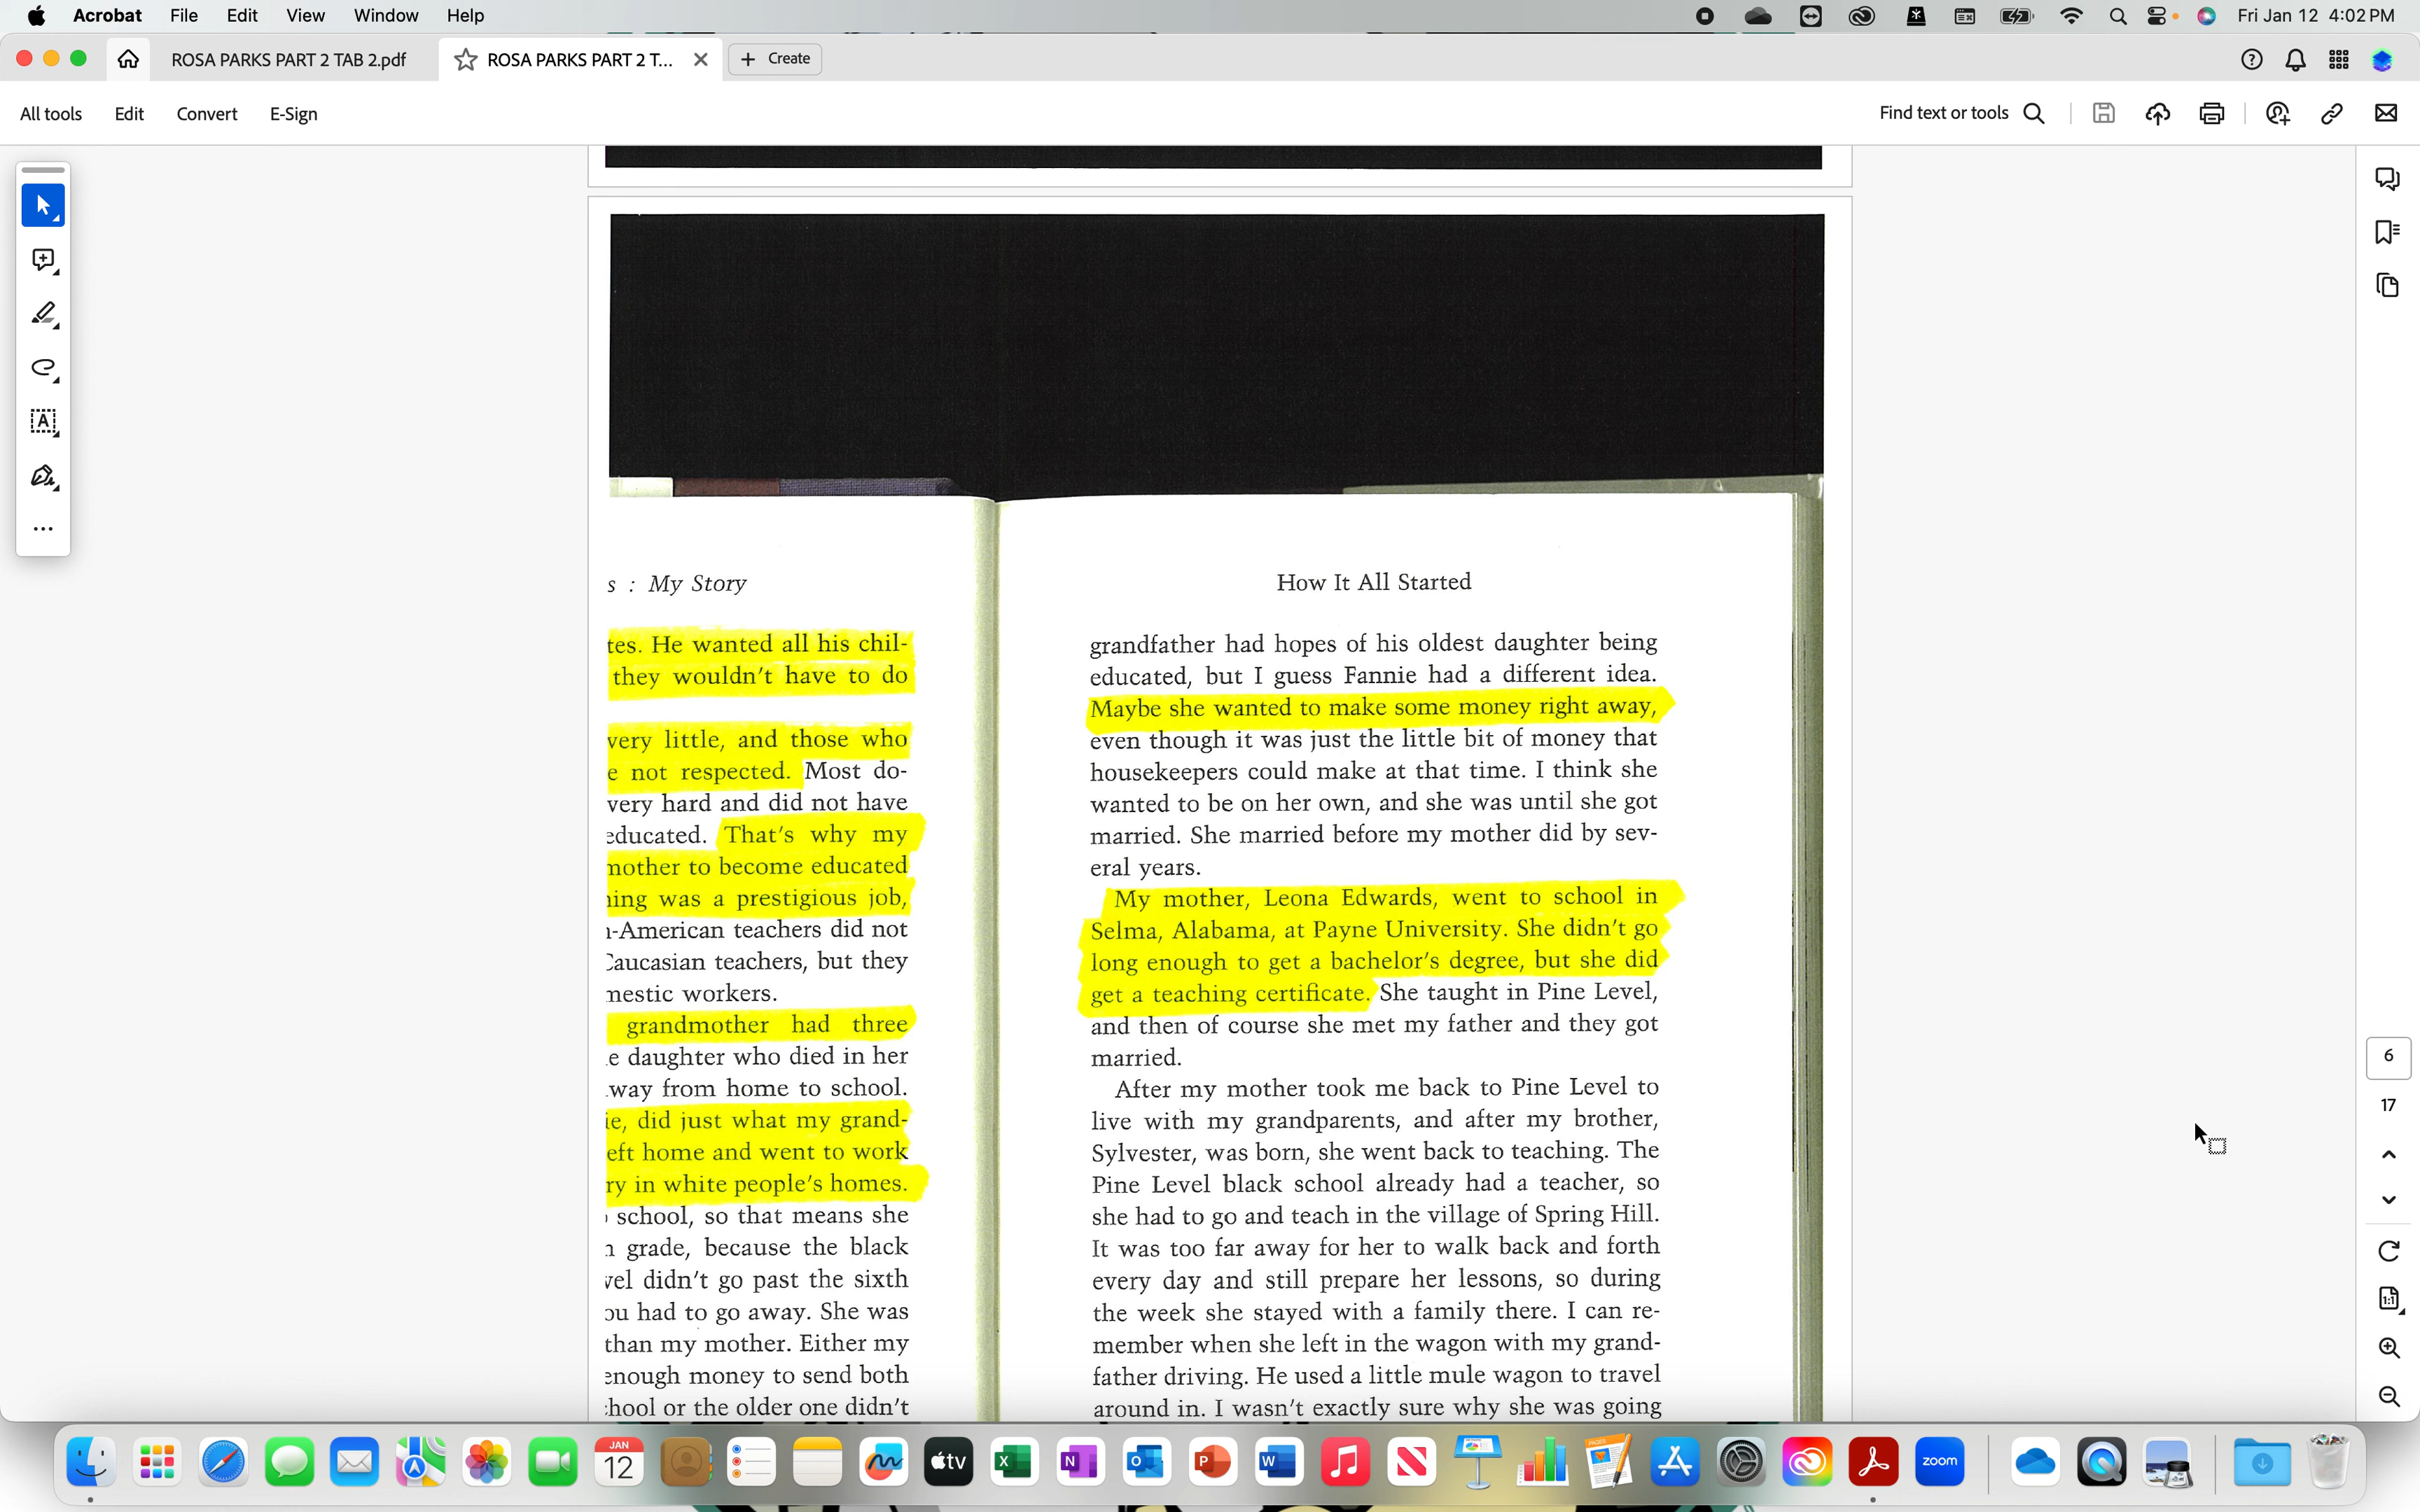 Acrobat File Edit View Window Help
Fri Jan 12 4:02 PM
ROSA PARKS PART 2 TAB 2.pdf
ROSA PARKS PART 2 T...
Create
All tools Edit Convert E-Sign
Find text or tools
: My Story
He wanted all his chil-
they wouldn't have to do
very little, and those who
not respected. Most do-
very hard and did not have
educated. That's why my
mother to become educated
was a prestigious job,
-American teachers did not
Caucasian teachers, but they
workers.
grandmother had three
daughter who died in her
from home to school.
did just what my grand-
home and went to work
in white people's homes.
school, so that means she
grade, because the black
didn't go past the sixth
had to go away. She was
than my mother. Either my
enough money to send both
or the older one didn't
How It All Started
grandfather had hopes of his oldest daughter being
educated, but I guess Fannie had a different idea.
Maybe she wanted to make some money right away,
even though it was just the little bit of money that
housekeepers could make at that time. I think she
wanted to be on her own, and she was until she got
married. She married before my mother did by sev-
eral years.
My mother, Leona Edwards, went to school in
Selma, Alabama, at Payne University. She didn't go
long enough to get a bachelor's degree, but she did
get a teaching certificate. She taught in Pine Level,
and then of course she met my father and they got
married.
After my mother took me back to Pine Level to
live with my grandparents, and after my brother,
Sylvester, was born, she went back to teaching. The
Pine Level black school already had a teacher, so
she had to go and teach in the village of Spring Hill.
It was too far away for her to walk back and forth
every day and still prepare her lessons, so during
the week she stayed with a family there. I can re-
member when she left in the wagon with my grand-
father driving. He used a little mule wagon to travel
around in. I wasn't exactly sure why she was going
6
17
1:1
JAN
12
tv
X
N
O
P
W
PAGES
zoom